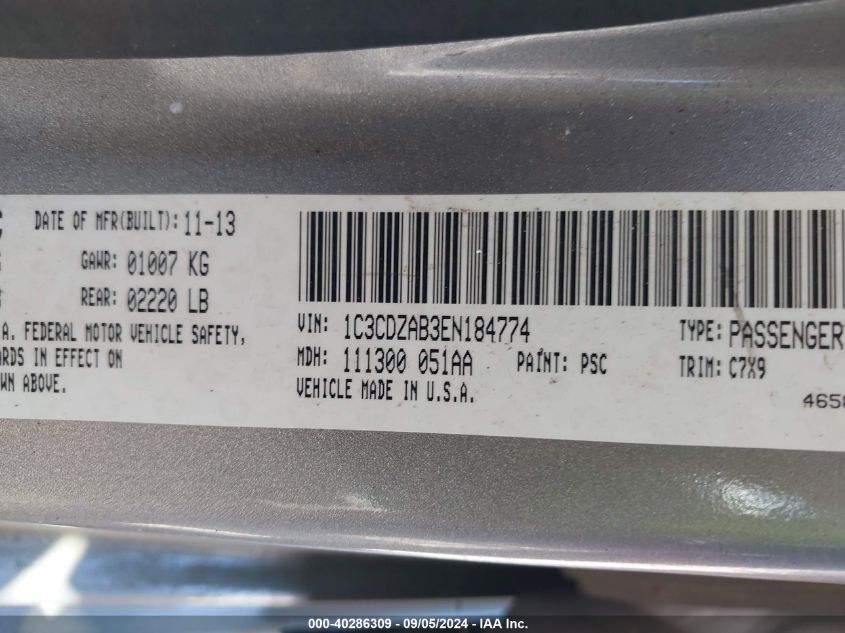 DATE OF MFR(BUILT): 11-13
GAWR: 01007 KG
REAR: 02220 LB
A. FEDERAL MOTOR VEHICLE SAFETY,
ARDS IN EFFECT ON
WN ABOVE.
VIN: 1C3CDZAB3EN184774 TYPE: PASSENGER
MDH: 111300 051AA PAINT: PSC TRIM: C7X9
VEHICLE MADE IN U.S.A.
465
000-40286309 - 09/05/2024 - IAA Inc.